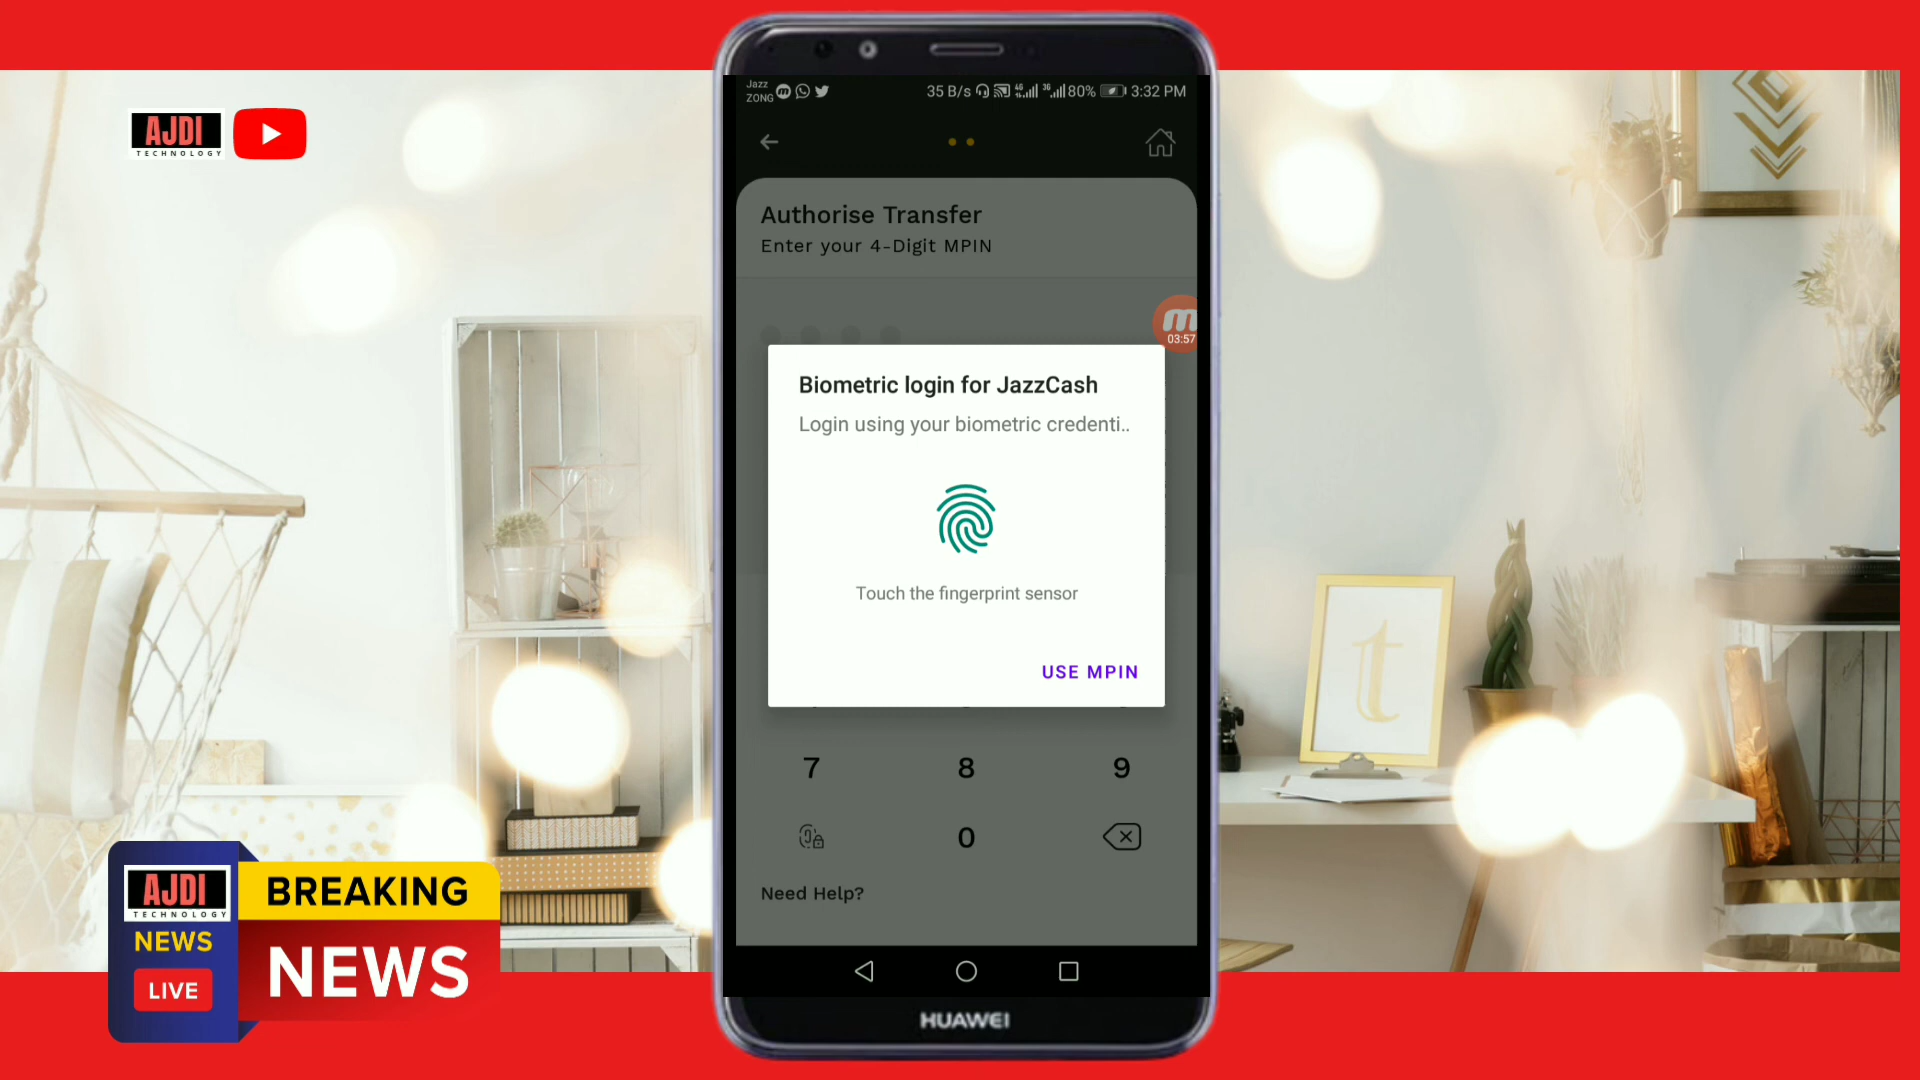 AJDI
TECHNOLOGY
Jazz
ZONG
35 B/s 4G 3G 80% 3:32 PM
Authorise Transfer
Enter your 4-Digit MPIN
m
03:57
Biometric login for JazzCash
Login using your biometric credenti..
Touch the fingerprint sensor
USE MPIN
7 8 9
0
Need Help?
HUAWEI
t
AJDI
TECHNOLOGY
NEWS
LIVE
BREAKING
NEWS